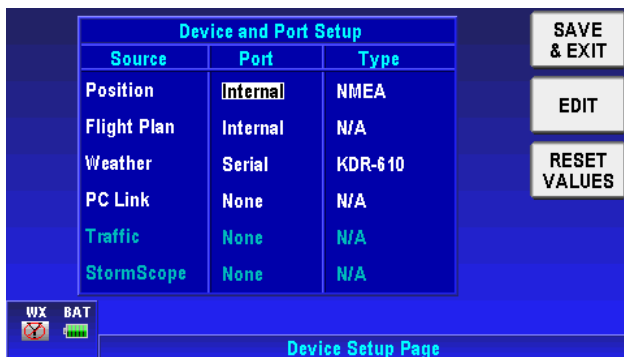 Device and Port Setup
Source Port Type
Position Internal NMEA
Flight Plan Internal N/A
Weather Serial KDR-610
PC Link None N/A
Traffic None N/A
StormScope None N/A
SAVE
& EXIT
EDIT
RESET
VALUES
WX BAT
Device Setup Page